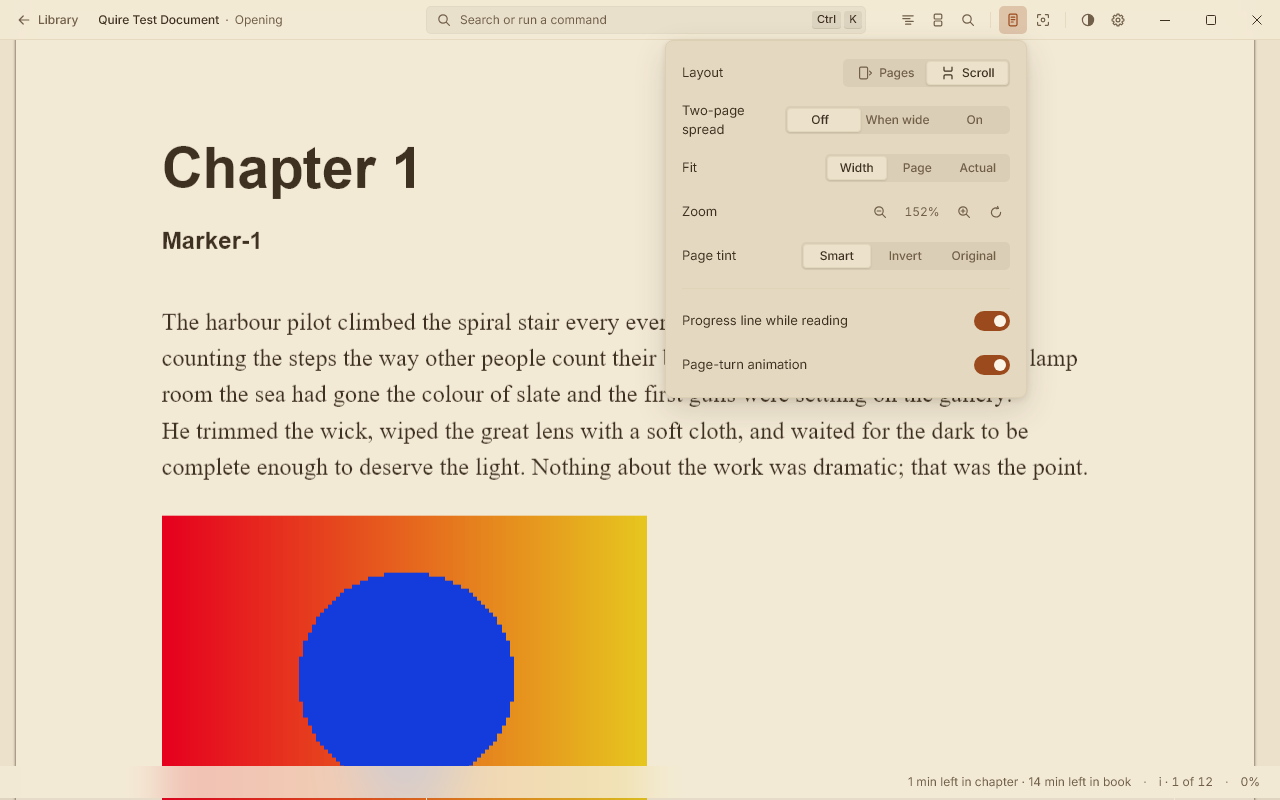 Library Quire Test Document · Opening Search or run a command Ctrl K
Layout Pages Scroll
Two-page spread Off When wide On
Fit Width Page Actual
Zoom 152%
Page tint Smart Invert Original
Progress line while reading
Page-turn animation
Chapter 1
Marker-1
The harbour pilot climbed the spiral stair every
counting the steps the way other people count their lamp
room the sea had gone the colour of slate and the first guns were settling on the gallery.
He trimmed the wick, wiped the great lens with a soft cloth, and waited for the dark to be
complete enough to deserve the light. Nothing about the work was dramatic; that was the point.
1 min left in chapter · 14 min left in book · i · 1 of 12 · 0%